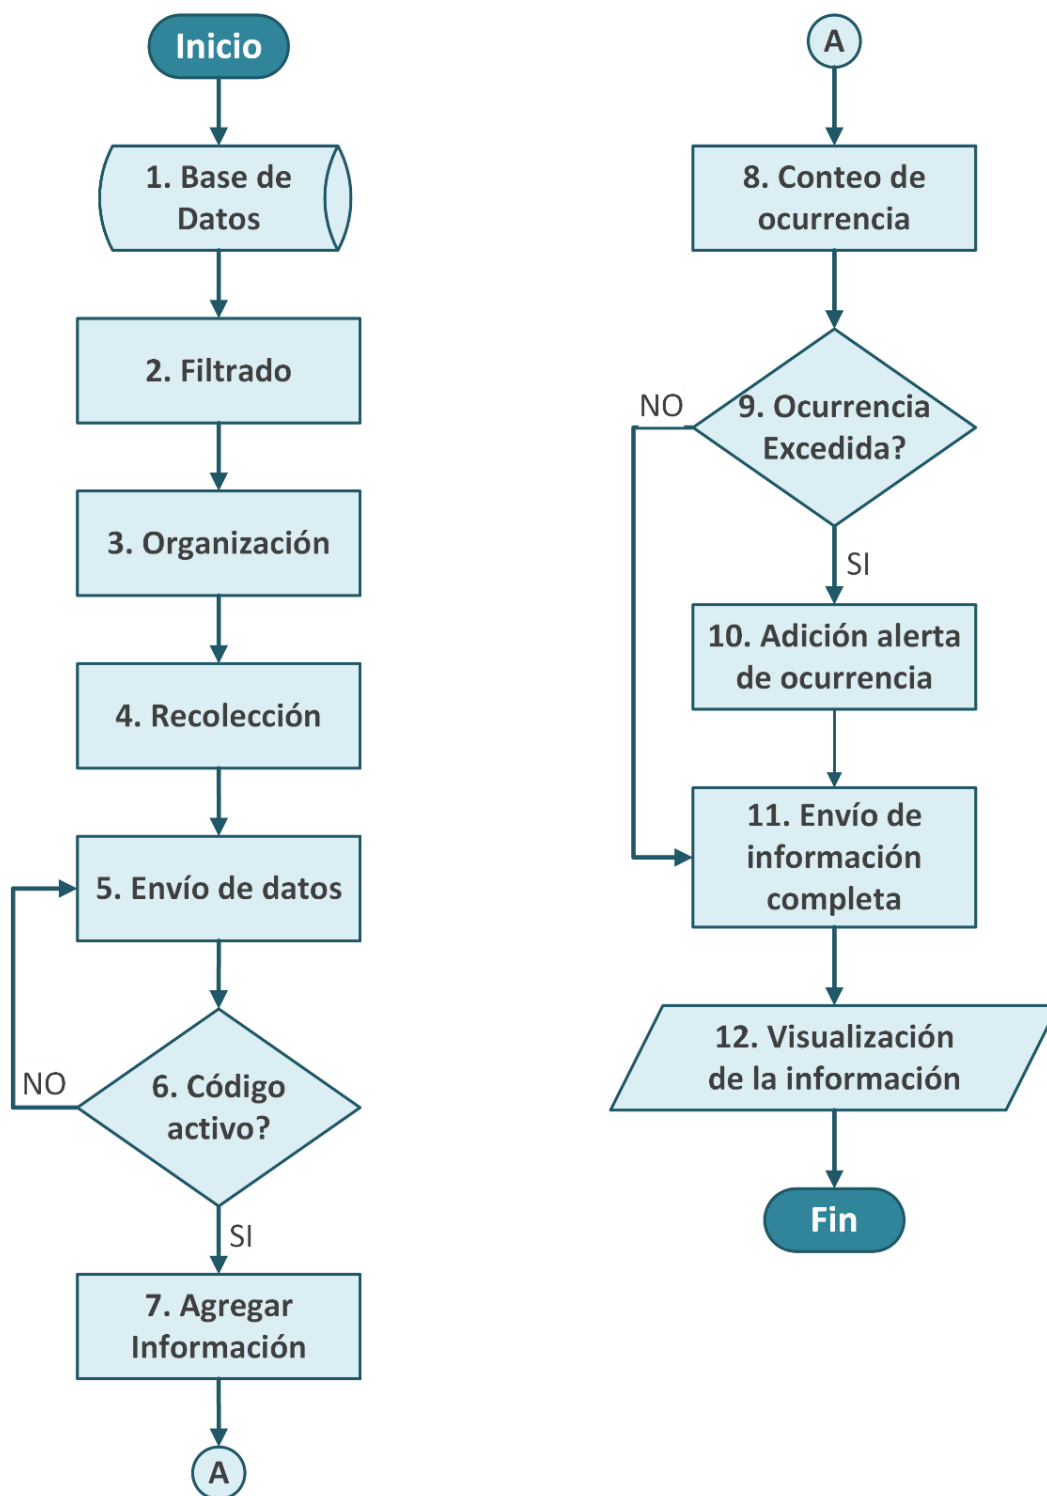 Inicio
1. Base de
Datos
2. Filtrado
3. Organización
4. Recolección
5. Envío de datos
NO
6. Código
activo?
SI
7. Agregar
Información
A
A
8. Conteo de
ocurrencia
NO
9. Ocurrencia
Excedida?
SI
10. Adición alerta
de ocurrencia
11. Envío de
información
completa
12. Visualización
de la información
Fin